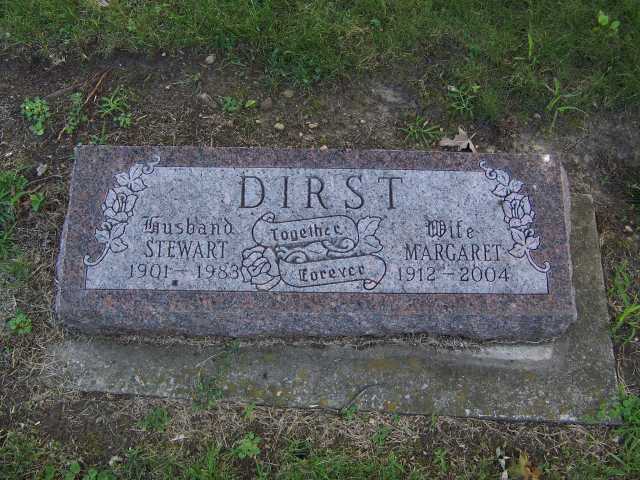 DIRST
Husband
STEWART
1901-1983
Together
Forever
Wife
MARGARET
1912-2004